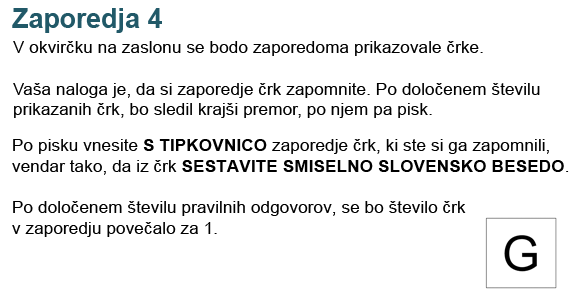 Zaporedja 4
V okvirčku na zaslonu se bodo zaporedoma prikazovale črke.
Vaša naloga je, da si zaporedje črk zapomnite. Po določenem številu
prikazanih črk, bo sledil krajši premor, po njem pa pisk.
Po pisku vnesite S TIPKOVNICO zaporedje črk, ki ste si ga zapomnili,
vendar tako, da iz črk SESTAVITE SMISELNO SLOVENSKO BESEDO.
Po določenem številu pravilnih odgovorov, se bo število črk
v zaporedju povečalo za 1.
G